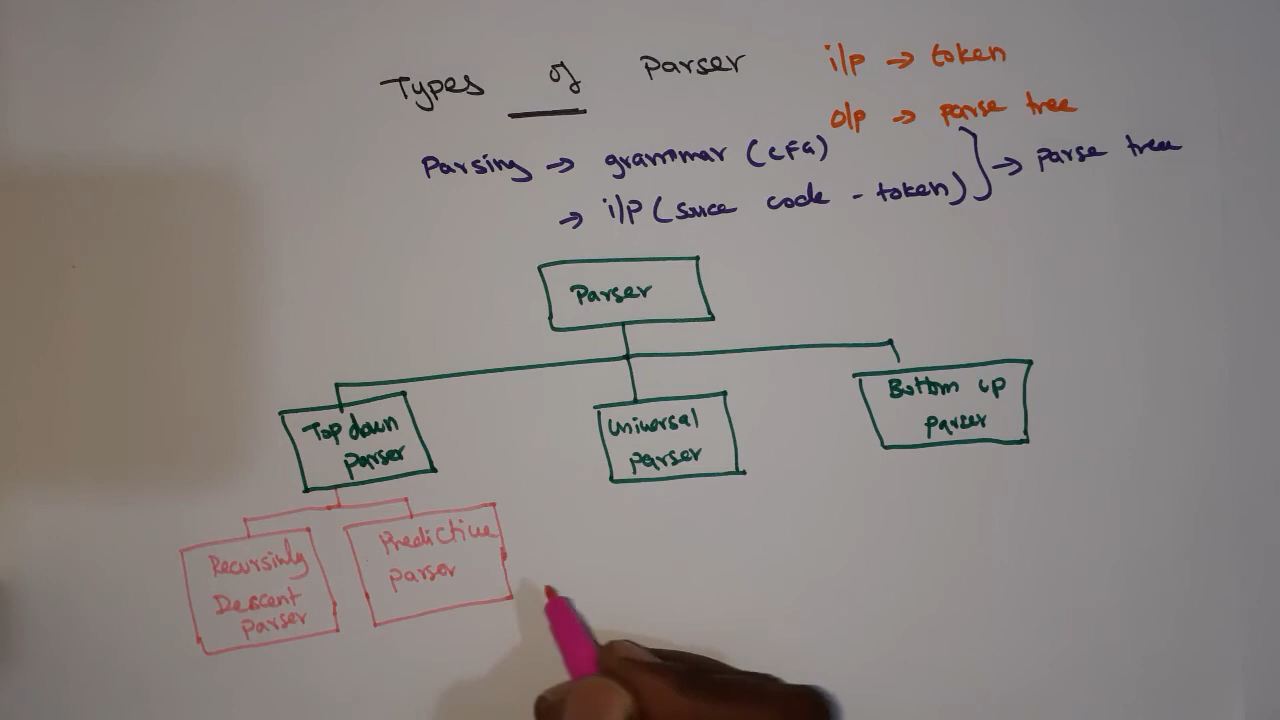 Types of Parser
i/p → token
o/p → parse tree
Parsing → grammar (CFG)
→ i/p (souce code - token) → parse tree
Parser
Top down
Parser
Universal
parser
Bottom up
parser
Recursinly
Descent
parser
Predictive
parser